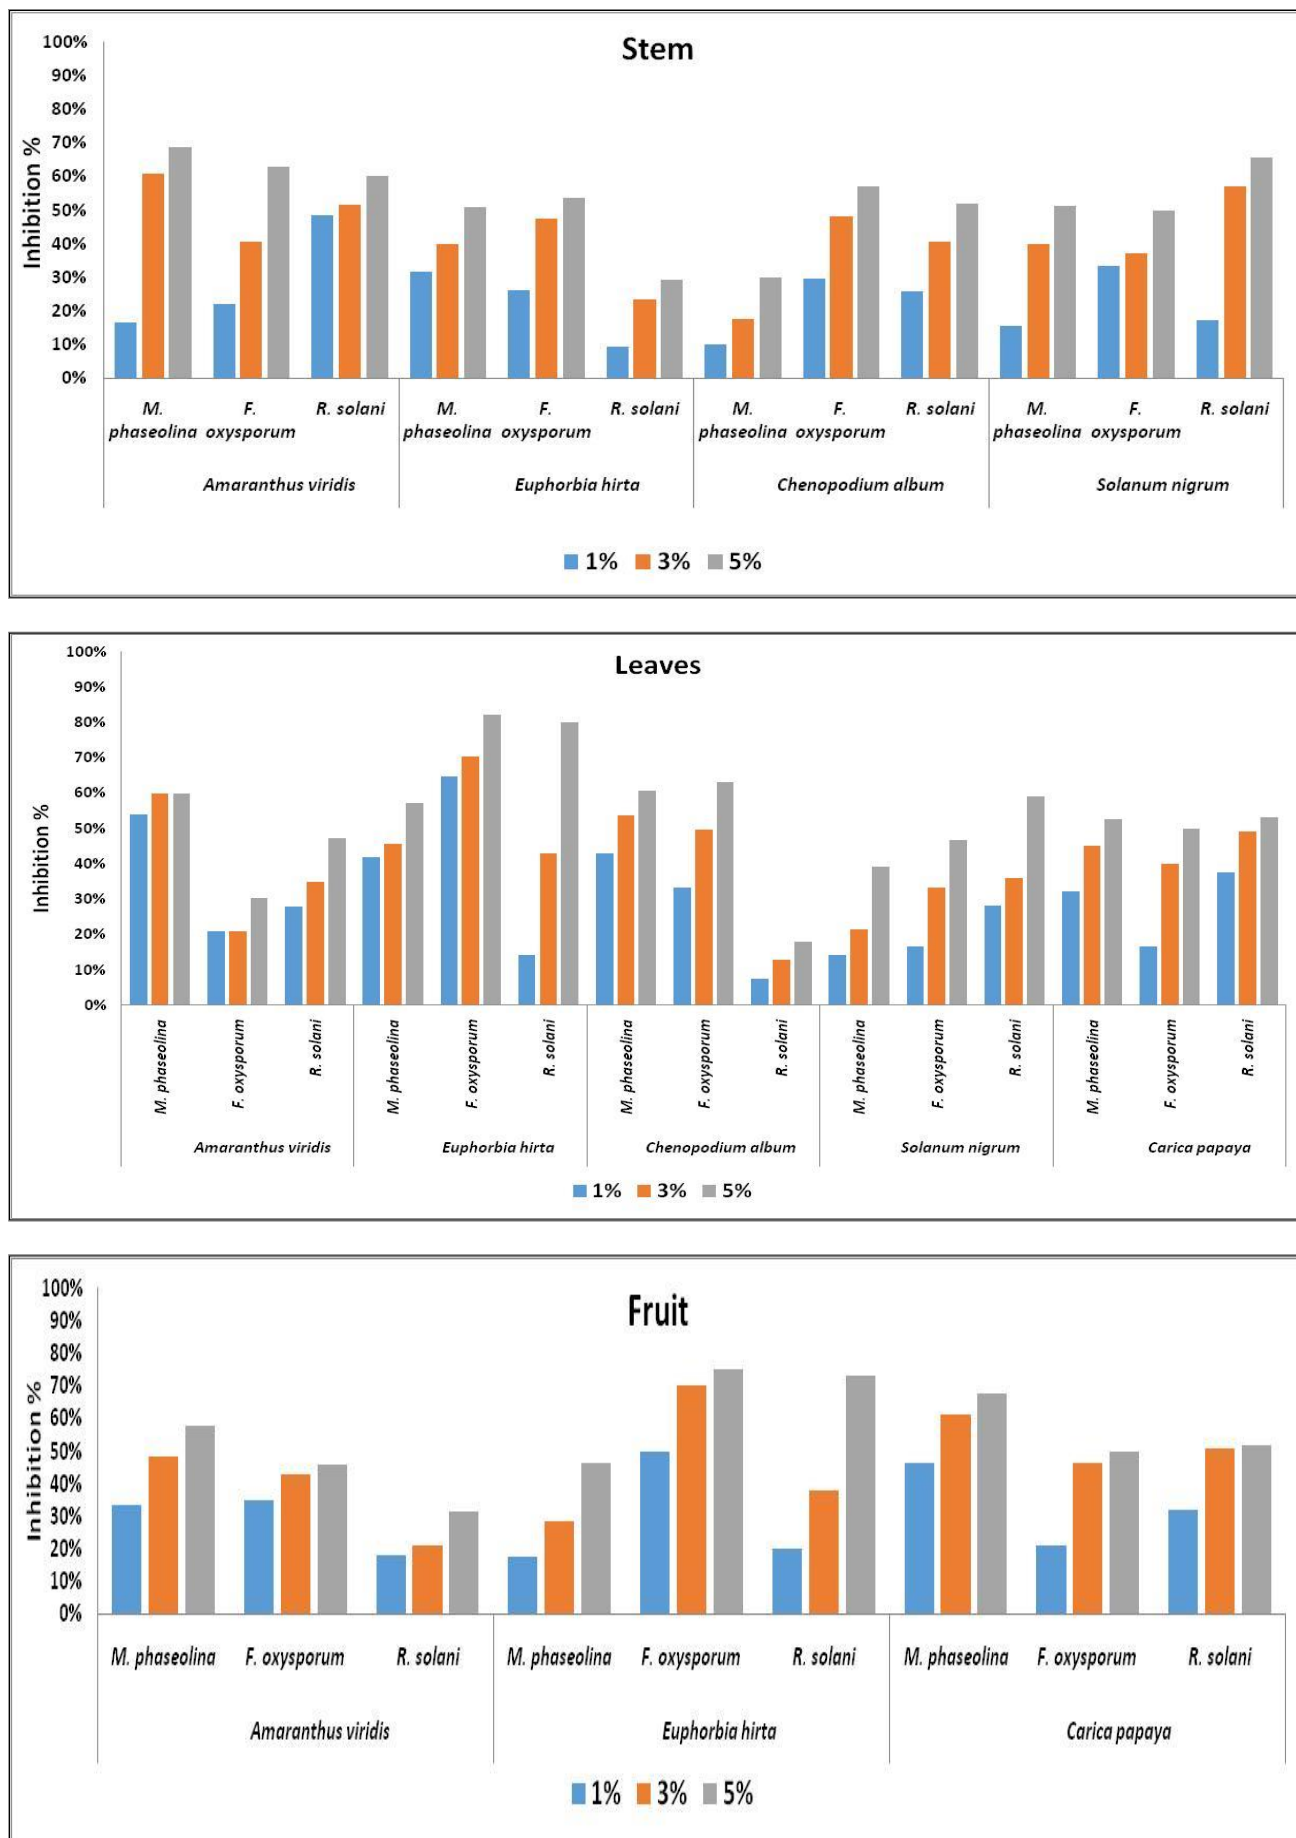 Stem
Inhibition %
100%
90%
80%
70%
60%
50%
40%
30%
20%
10%
0%
M. phaseolina F. oxysporum R. solani M. phaseolina F. oxysporum R. solani M. phaseolina F. oxysporum R. solani M. phaseolina F. oxysporum R. solani
Amaranthus viridis Euphorbia hirta Chenopodium album Solanum nigrum
1% 3% 5%
Leaves
Inhibition %
100%
90%
80%
70%
60%
50%
40%
30%
20%
10%
0%
M. phaseolina F. oxysporum R. solani M. phaseolina F. oxysporum R. solani M. phaseolina F. oxysporum R. solani M. phaseolina F. oxysporum R. solani M. phaseolina F. oxysporum R. solani
Amaranthus viridis Euphorbia hirta Chenopodium album Solanum nigrum Carica papaya
1% 3% 5%
Fruit
Inhibition %
100%
90%
80%
70%
60%
50%
40%
30%
20%
10%
0%
M. phaseolina F. oxysporum R. solani M. phaseolina F. oxysporum R. solani M. phaseolina F. oxysporum R. solani
Amaranthus viridis Euphorbia hirta Carica papaya
1% 3% 5%